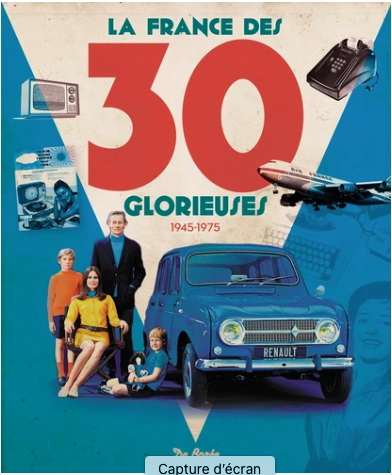 LA FRANCE DES
30
AIR FRANCE
GLORIEUSES
1945-1975
RENAULT
De Borée
Capture d'écran